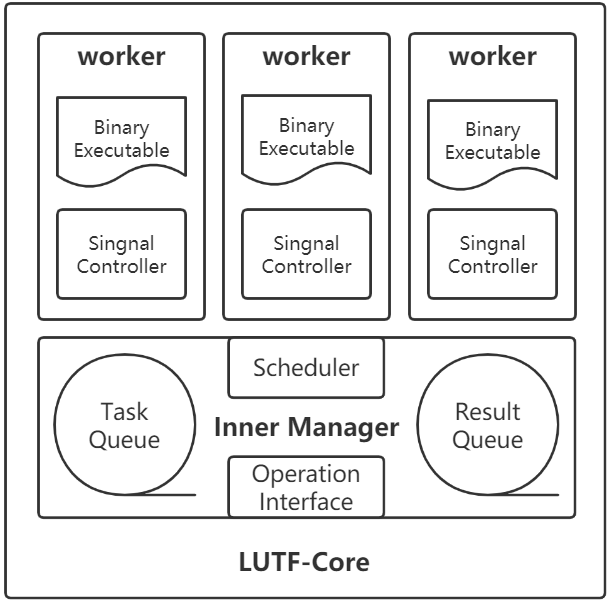 worker
Binary
Executable
Singnal
Controller
worker
Binary
Executable
Singnal
Controller
worker
Binary
Executable
Singnal
Controller
Scheduler
Task
Queue
Inner Manager
Result
Queue
Operation
Interface
LUTF-Core